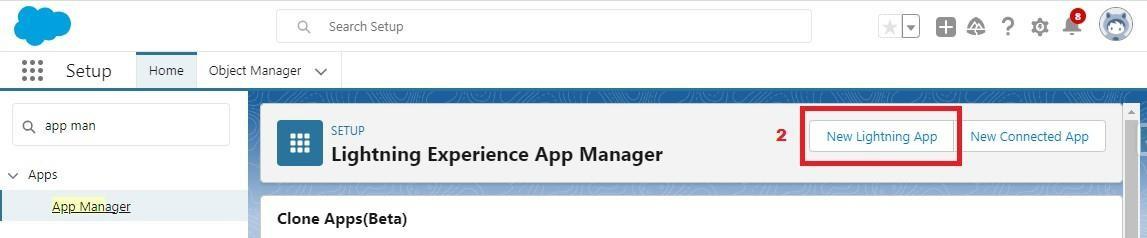 Search Setup
8
Setup
Home
Object Manager
app man
Apps
App Manager
SETUP
Lightning Experience App Manager
2
New Lightning App
New Connected App
Clone Apps(Beta)